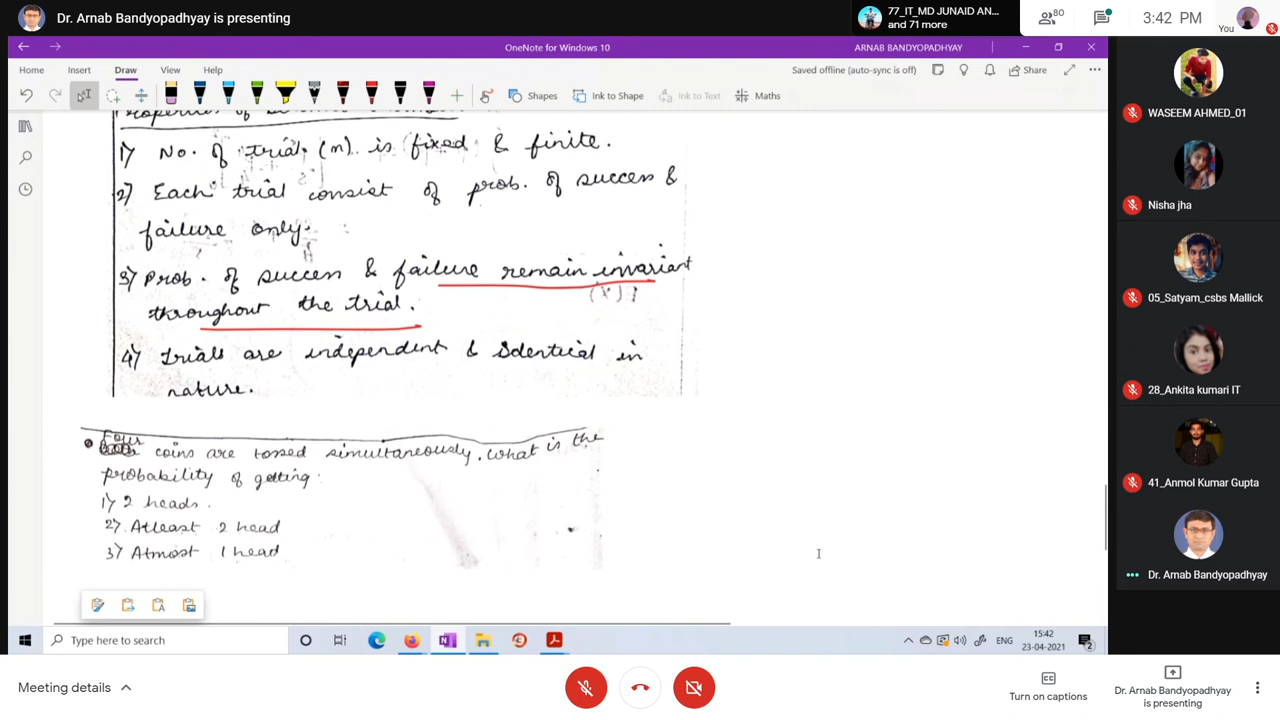 Dr. Arnab Bandyopadhyay is presenting
77_IT_MD JUNAID AN...
and 71 more
80
3:42 PM
You
OneNote for Windows 10
ARNAB BANDYOPADHYAY
Home Insert Draw View Help
Saved offline (auto-sync is off)
Share
Shapes
Ink to Shape
Ink to Text
Maths
Properties of
1) No. of trial (n) is fixed & finite.
2) Each trial consist of prob. of success &
failure only.
3) Prob. of success & failure remain invariant
throughout the trial.
4) Trials are independent & Identical in
nature.
Four
coins are tossed simultaneously. What is the
probability of getting:
1) 2 heads.
2) Atleast 2 head
3) Atmost 1 head
WASEEM AHMED_01
Nisha jha
05_Satyam_csbs Mallick
28_Ankita kumari IT
41_Anmol Kumar Gupta
Dr. Arnab Bandyopadhyay
Type here to search
ENG
15:42
23-04-2021
2
Meeting details
Turn on captions
Dr. Arnab Bandyopadhyay
is presenting